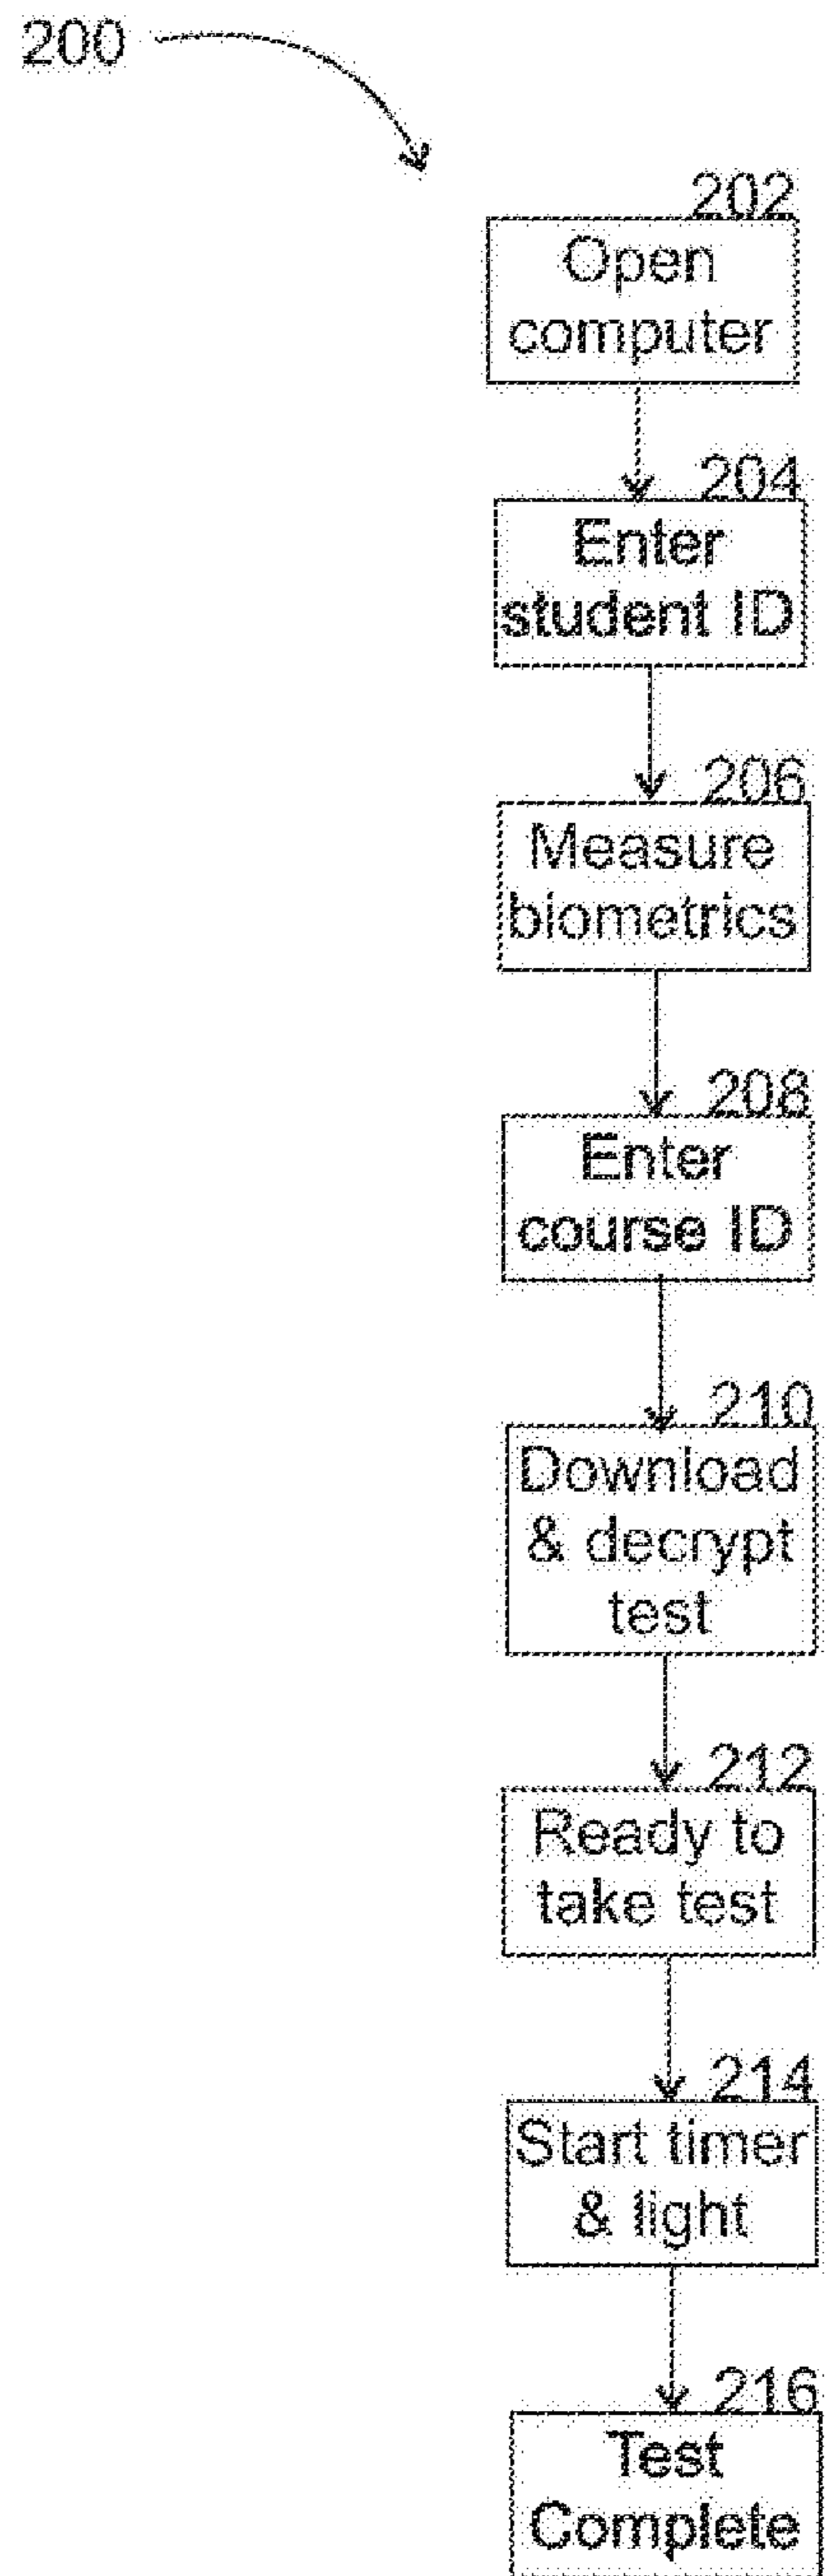 200
202
Open
computer
204
Enter
student ID
206
Measure
biometrics
208
Enter
course ID
210
Download
& decrypt
test
212
Ready to
take test
214
Start timer
& light
216
Test
Complete